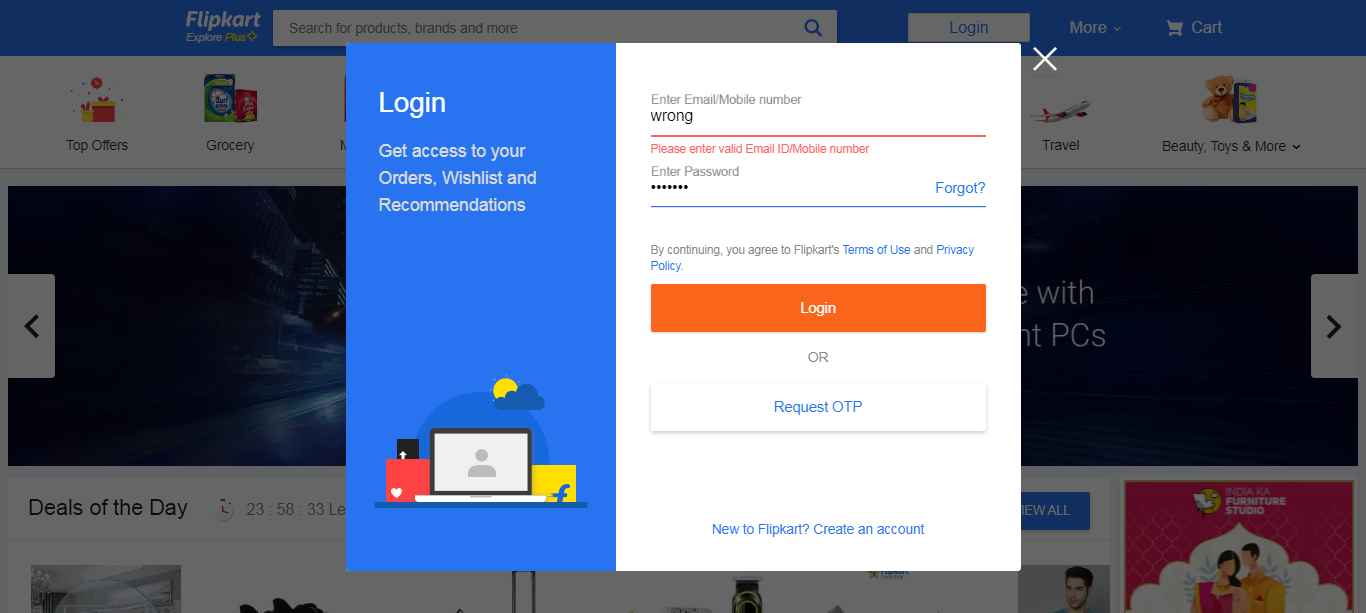 Flipkart
Explore Plus
Search for products, brands and more
Login
More
Cart
Top Offers
Grocery
M
Travel
Beauty, Toys & More
Login
Get access to your
Orders, Wishlist and
Recommendations
Enter Email/Mobile number
wrong
Please enter valid Email ID/Mobile number
Enter Password
•••••••
Forgot?
By continuing, you agree to Flipkart's Terms of Use and Privacy
Policy.
Login
OR
Request OTP
New to Flipkart? Create an account
e with
nt PCs
Deals of the Day
23 : 58 : 33 Le
IEW ALL
INDIA KA
FURNITURE
STUDIO
Flipkart